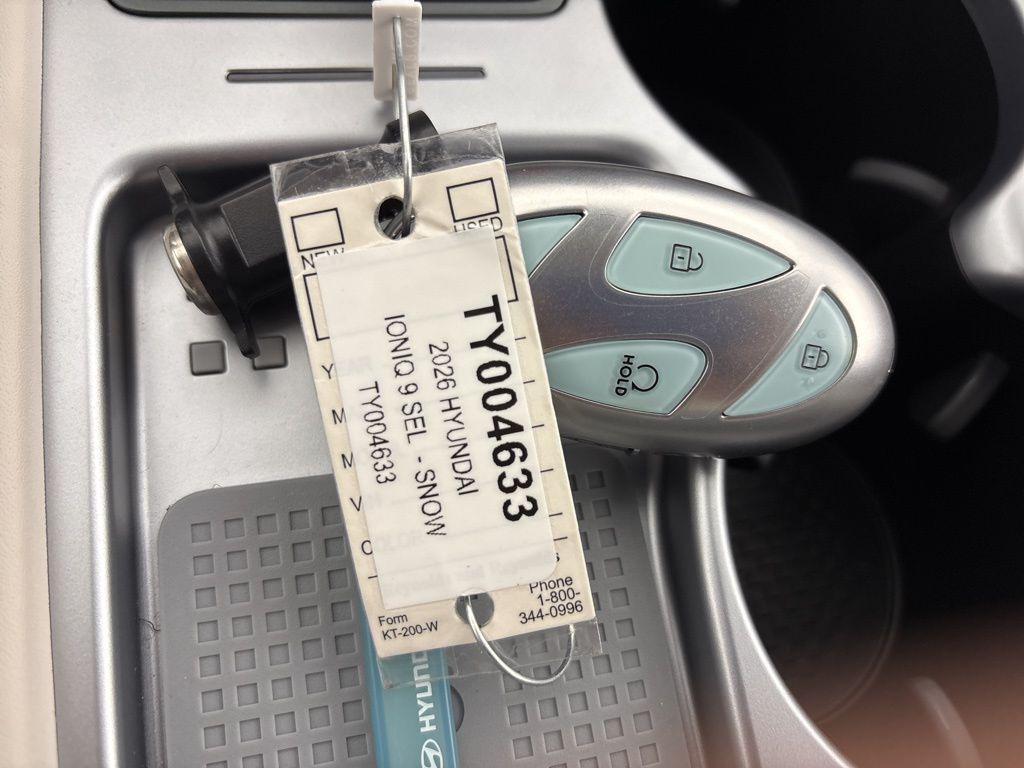 NEW
USED
TY004633
2026 HYUNDAI
IONIQ 9 SEL - SNOW
TY004633
Y
M
M
V
C
Form
KT-200-W
Phone
1-800-
344-0996
HOLD
HYUND